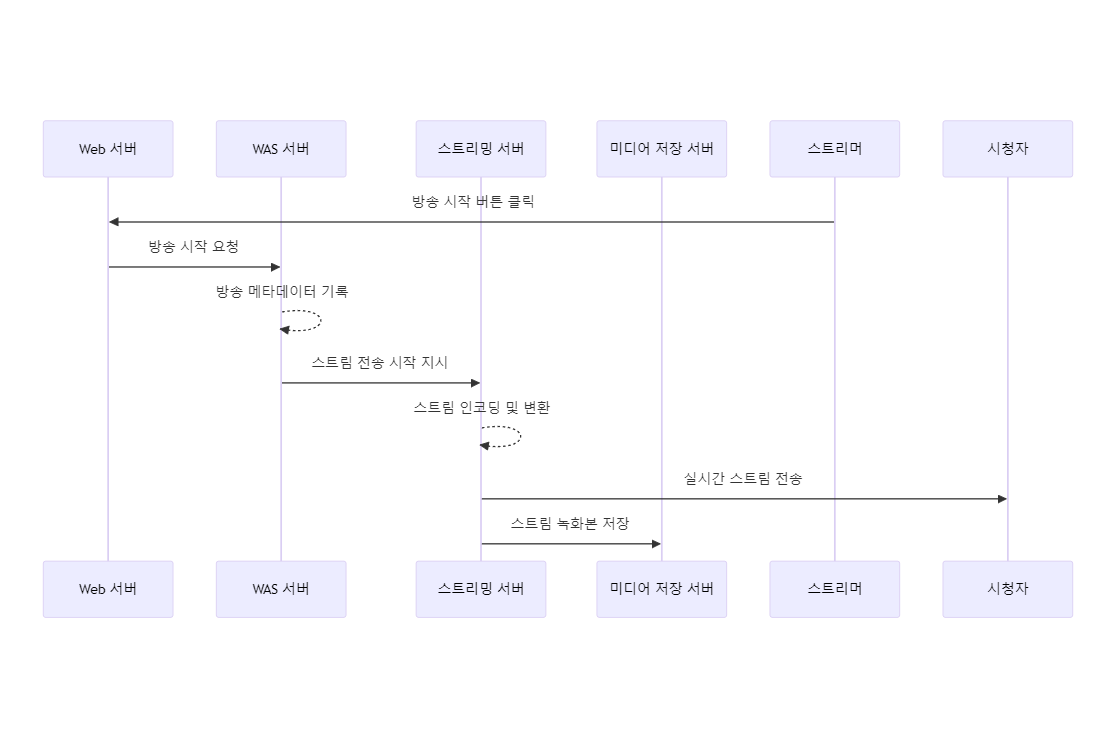 Web 서버
WAS 서버
스트리밍 서버
미디어 저장 서버
스트리머
시청자
방송 시작 버튼 클릭
방송 시작 요청
방송 메타데이터 기록
스트림 전송 시작 지시
스트림 인코딩 및 변환
실시간 스트림 전송
스트림 녹화본 저장
Web 서버
WAS 서버
스트리밍 서버
미디어 저장 서버
스트리머
시청자